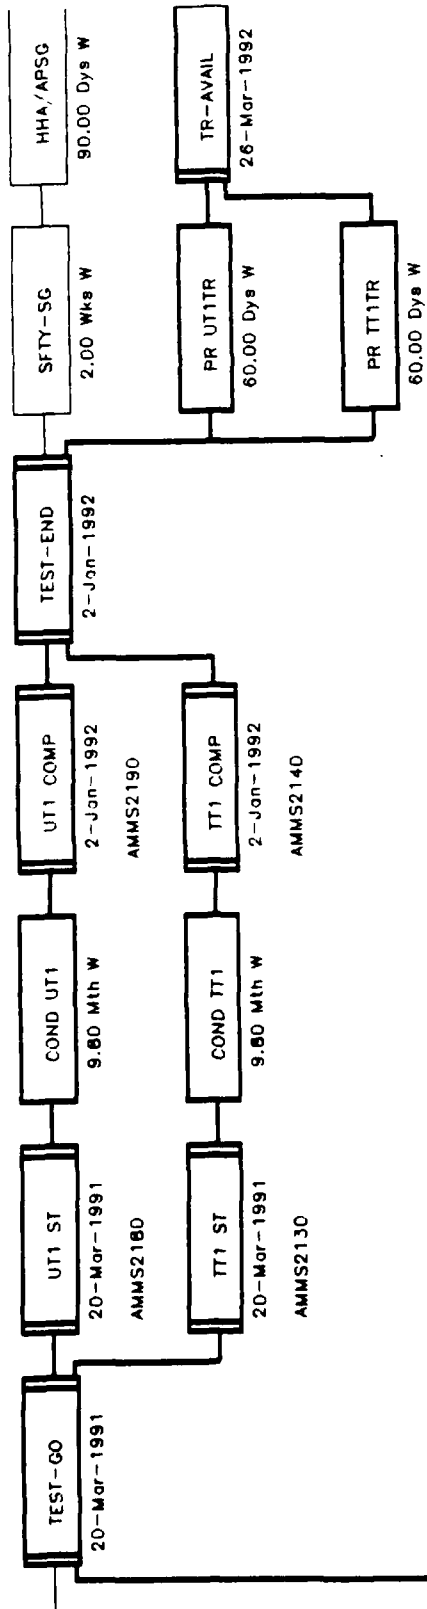 TEST-GO
20-Mar-1991
UT1 ST
20-Mar-1991
AMMS2180
COND UT1
9.60 Mth W
UT1 COMP
2-Jan-1992
AMMS2190
TEST-END
2-Jan-1992
SFTY-SG
2.00 Wks W
HHA/APSG
90.00 Dys W
TT1 ST
20-Mar-1991
AMMS2130
COND TT1
9.60 Mth W
TT1 COMP
2-Jan-1992
AMMS2140
PR UT1TR
60.00 Dys W
TR-AVAIL
26-Mar-1992
PR TT1TR
60.00 Dys W